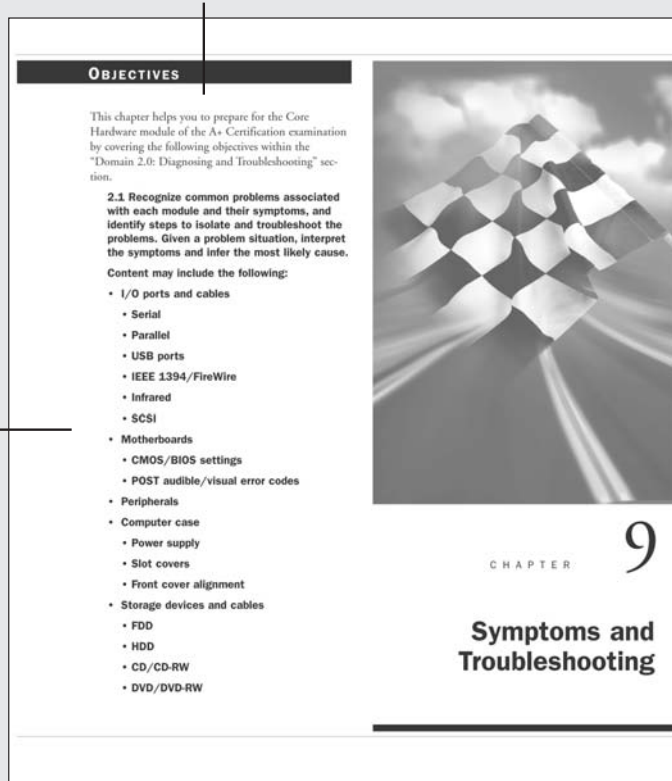 OBJECTIVES
This chapter helps you to prepare for the Core
Hardware module of the A+ Certification examination
by covering the following objectives within the
"Domain 2.0: Diagnosing and Troubleshooting" sec-
tion.
2.1 Recognize common problems associated
with each module and their symptoms, and
identify steps to isolate and troubleshoot the
problems. Given a problem situation, interpret
the symptoms and infer the most likely cause.
Content may include the following:
• I/O ports and cables
• Serial
• Parallel
• USB ports
• IEEE 1394/FireWire
• Infrared
• SCSI
• Motherboards
• CMOS/BIOS settings
• POST audible/visual error codes
• Peripherals
• Computer case
• Power supply
• Slot covers
• Front cover alignment
• Storage devices and cables
• FDD
• HDD
• CD/CD-RW
• DVD/DVD-RW
CHAPTER 9
Symptoms and
Troubleshooting